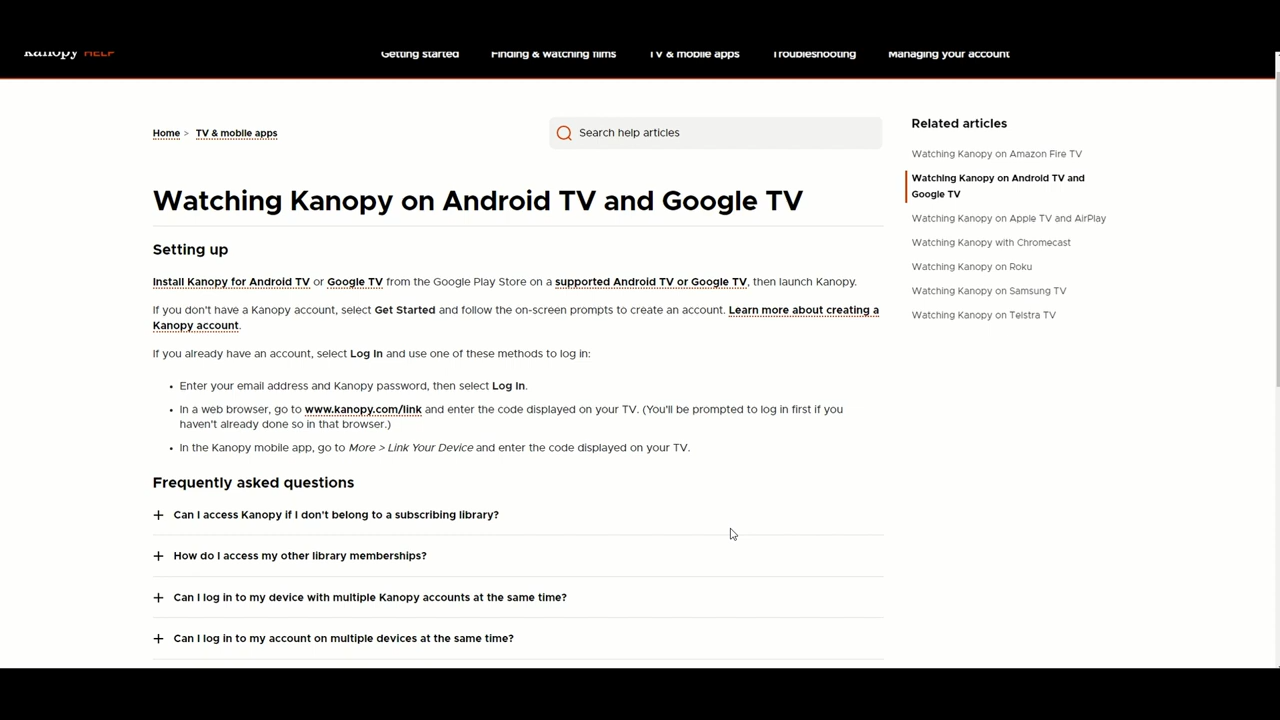 kanopy HELP
Getting started
Finding & watching films
TV & mobile apps
Troubleshooting
Managing your account
Home > TV & mobile apps
Search help articles
Watching Kanopy on Android TV and Google TV
Setting up
Install Kanopy for Android TV or Google TV from the Google Play Store on a supported Android TV or Google TV, then launch Kanopy.
If you don't have a Kanopy account, select Get Started and follow the on-screen prompts to create an account. Learn more about creating a
Kanopy account.
If you already have an account, select Log In and use one of these methods to log in:
• Enter your email address and Kanopy password, then select Log In.
• In a web browser, go to www.kanopy.com/link and enter the code displayed on your TV. (You'll be prompted to log in first if you
haven't already done so in that browser.)
• In the Kanopy mobile app, go to More > Link Your Device and enter the code displayed on your TV.
Frequently asked questions
+ Can I access Kanopy if I don't belong to a subscribing library?
+ How do I access my other library memberships?
+ Can I log in to my device with multiple Kanopy accounts at the same time?
+ Can I log in to my account on multiple devices at the same time?
Related articles
Watching Kanopy on Amazon Fire TV
Watching Kanopy on Android TV and
Google TV
Watching Kanopy on Apple TV and AirPlay
Watching Kanopy with Chromecast
Watching Kanopy on Roku
Watching Kanopy on Samsung TV
Watching Kanopy on Telstra TV